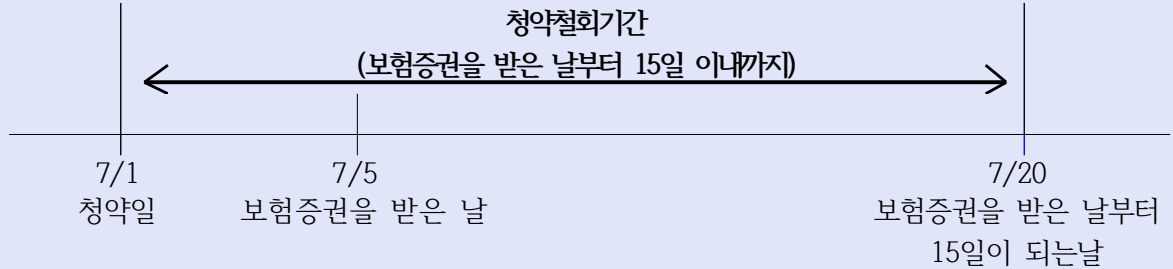 청약철회기간
(보험증권을 받은 날부터 15일 이내까지)
7/1
7/5
7/20
청약일
보험증권을 받은 날
보험증권을 받은 날부터
15일이 되는날